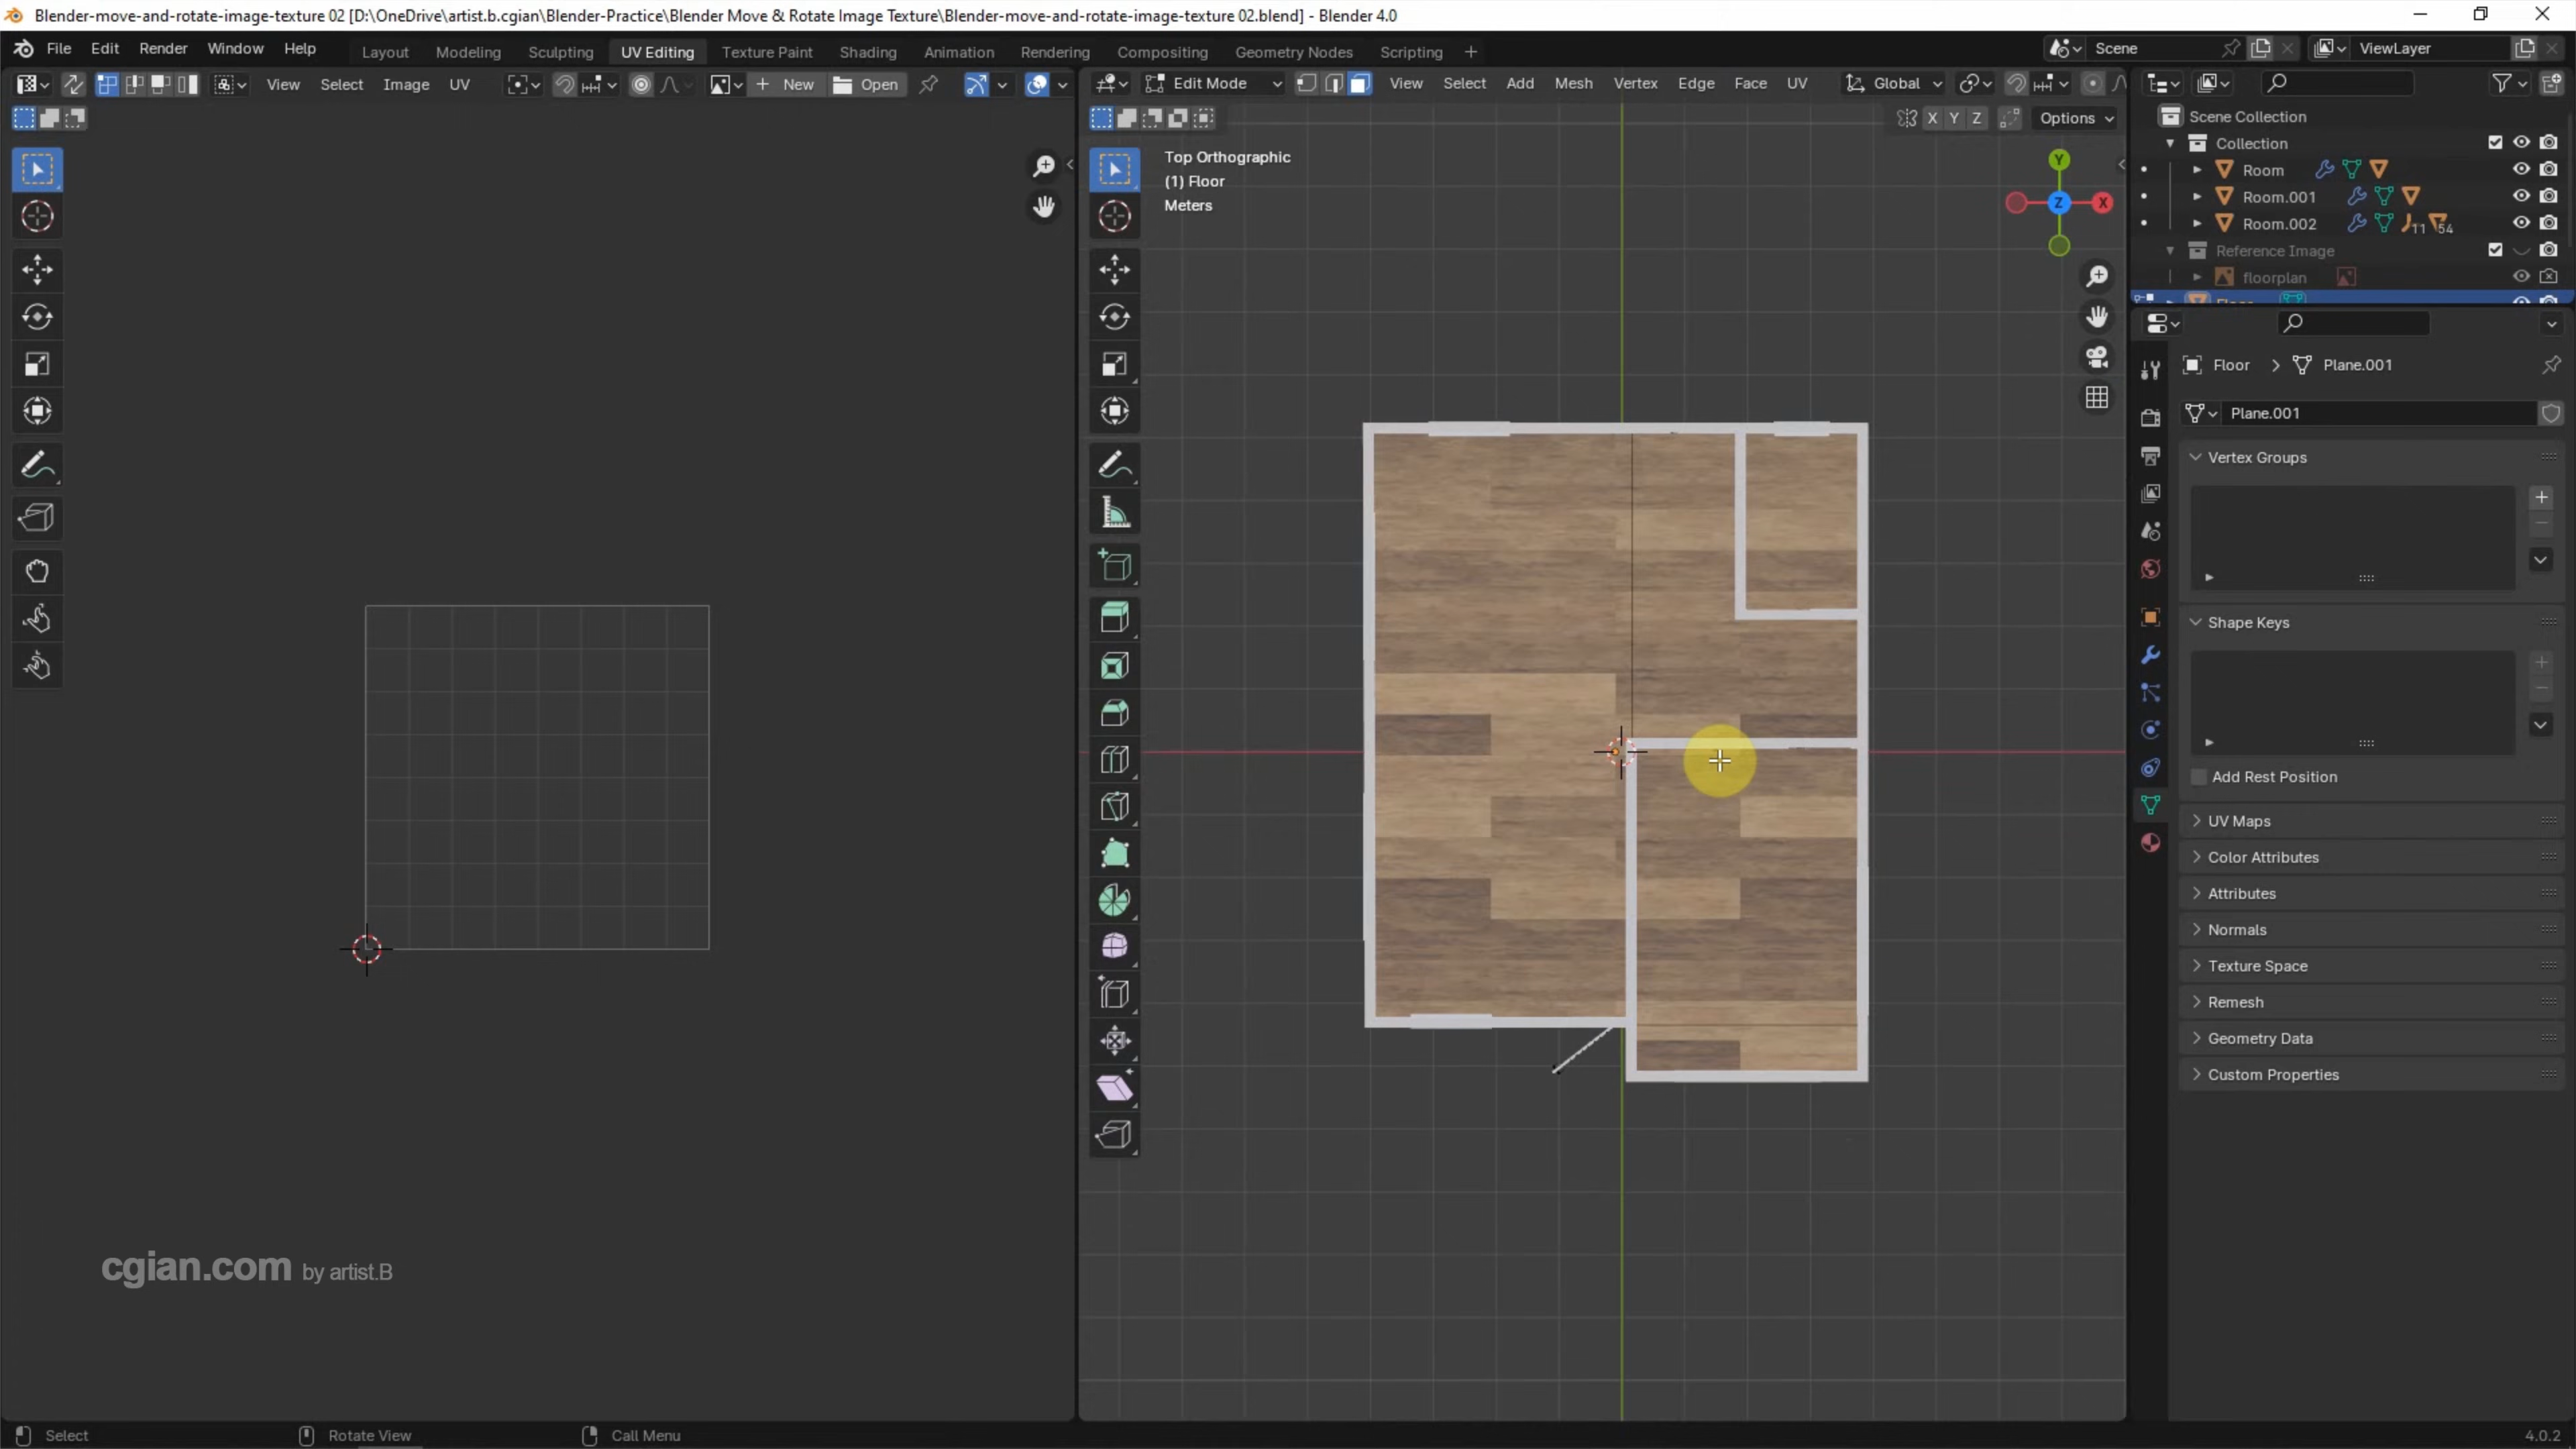 Blender-move-and-rotate-image-texture 02 [D:\OneDrive\artist.b.cgian\Blender-Practice\Blender Move & Rotate Image Texture\Blender-move-and-rotate-image-texture 02.blend] - Blender 4.0
File Edit Render Window Help Layout Modeling Sculpting UV Editing Texture Paint Shading Animation Rendering Compositing Geometry Nodes Scripting + Scene ViewLayer
View Select Image UV New Open Edit Mode View Select Add Mesh Vertex Edge Face UV Global
X Y Z Options
Scene Collection
Collection
Room
Room.001
Room.002 11 54
Reference Image
floorplan
Top Orthographic
(1) Floor
Meters
Y
Z X
Floor > Plane.001
Plane.001
Vertex Groups
Shape Keys
Add Rest Position
UV Maps
Color Attributes
Attributes
Normals
Texture Space
Remesh
Geometry Data
Custom Properties
cgian.com by artist.B
Select Rotate View Call Menu 4.0.2